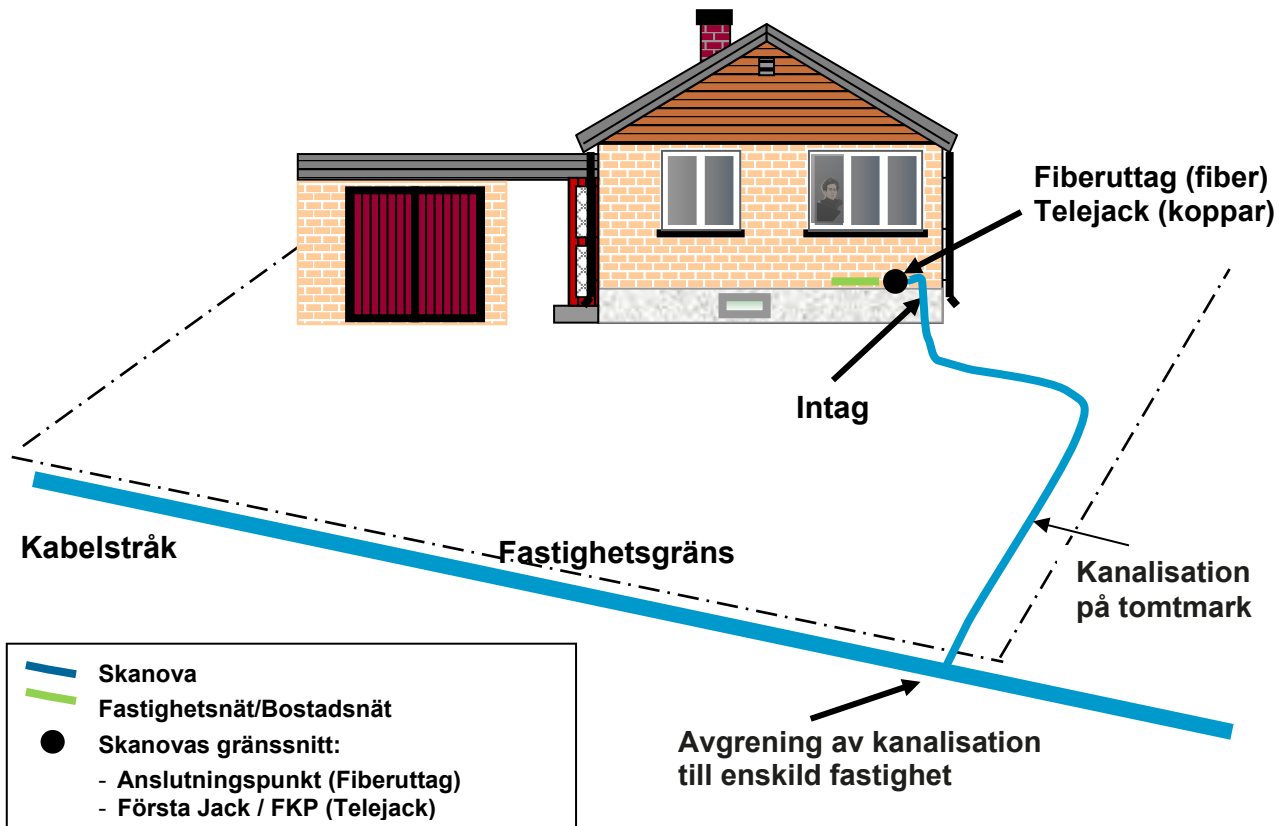 Fiberuttag (fiber)
Telejack (koppar)
Intag
Kabelstråk
Fastighetsgräns
Kanalisation
på tomtmark
Avgrening av kanalisation
till enskild fastighet
Skanova
Fastighetsnät/Bostadsnät
Skanovas gränssnitt:
- Anslutningspunkt (Fiberuttag)
- Första Jack / FKP (Telejack)